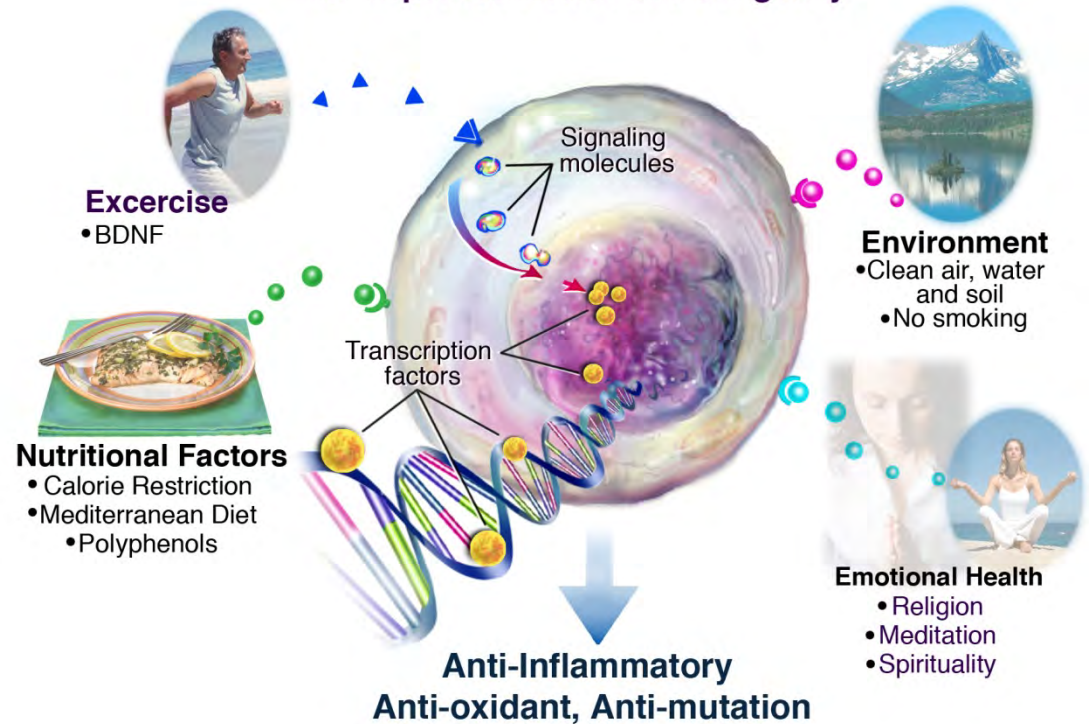 Signaling
molecules
Excercise
• BDNF
Environment
•Clean air, water
and soil
•No smoking
Transcription
factors
Nutritional Factors
• Calorie Restriction
•Mediterranean Diet
•Polyphenols
Emotional Health
• Religion
•Meditation
•Spirituality
Anti-Inflammatory
Anti-oxidant, Anti-mutation